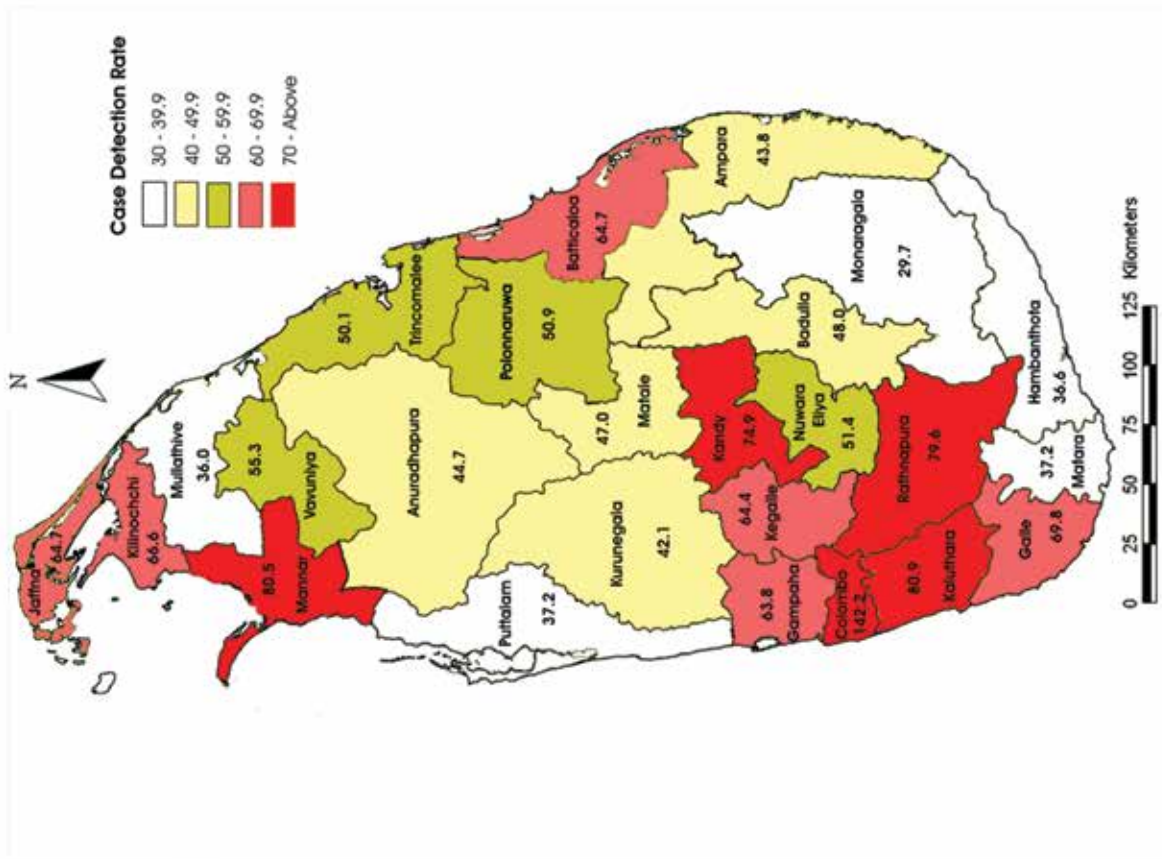 N
Case Detection Rate
30 - 39.9
40 - 49.9
50 - 59.9
60 - 69.9
70 - Above
Jaffna
64.7
Kilinochchi
66.6
Mullathive
36.0
Mannar
80.5
Vavuniya
55.3
Trincomalee
50.1
Anuradhapura
44.7
Polonnaruwa
50.9
Puttalam
37.2
Kurunegala
42.1
Matale
47.0
Batticaloa
64.7
Ampara
43.8
Kandy
74.9
Kegalle
64.4
Gampaha
63.8
Nuwara
Eliya
51.4
Badulla
48.0
Monaragala
29.7
Colombo
142.2
Rathnapura
79.6
Kaluthara
80.9
Galle
69.8
Matara
37.2
Hambanthota
36.6
0 25 50 75 100 125
Kilometers